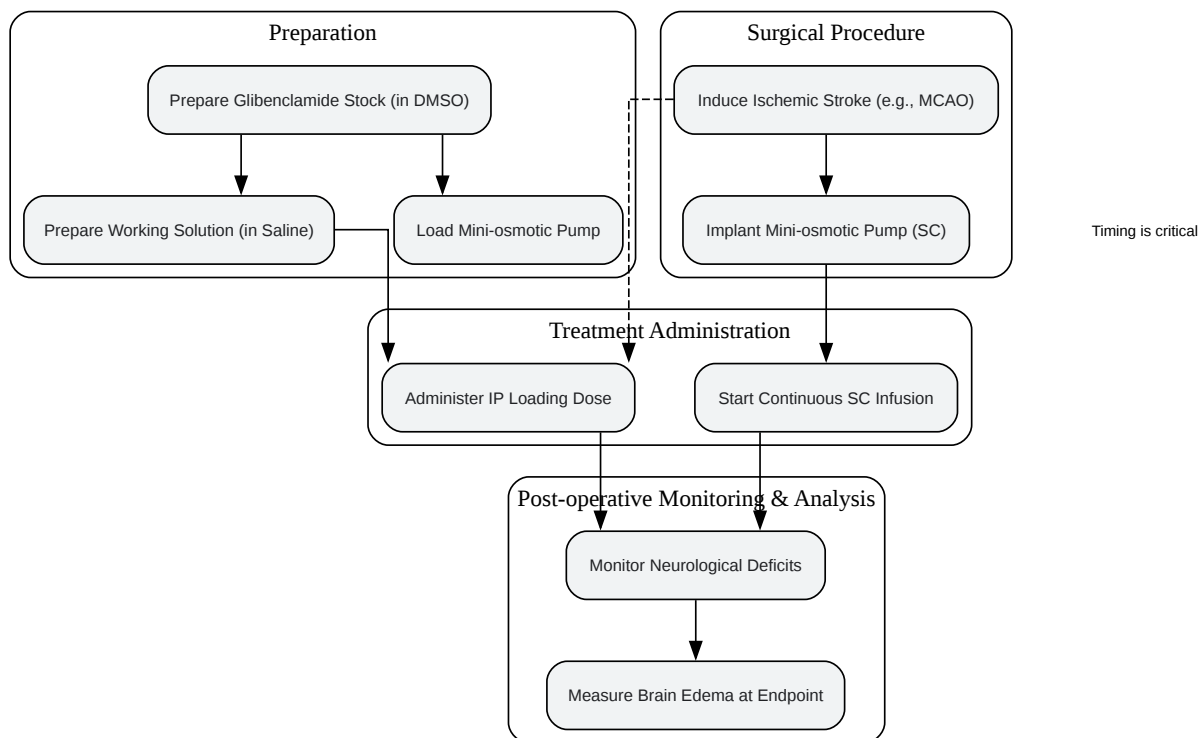 Preparation
Surgical Procedure
Prepare Glibenclamide Stock (in DMSO)
Induce Ischemic Stroke (e.g., MCAO)
Prepare Working Solution (in Saline)
Load Mini-osmotic Pump
Implant Mini-osmotic Pump (SC)
Timing is critical
Treatment Administration
Administer IP Loading Dose
Start Continuous SC Infusion
Post-operative Monitoring & Analysis
Monitor Neurological Deficits
Measure Brain Edema at Endpoint